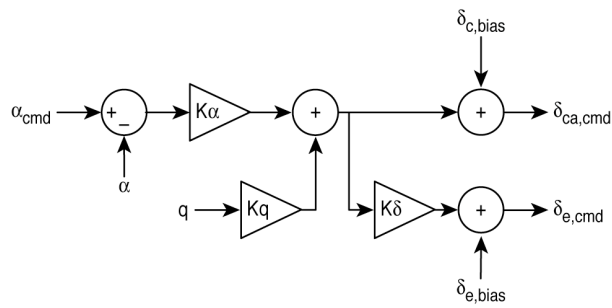 δc,bias
αcmd
+
–
Kα
+
+
δca,cmd
α
q
Kq
Kδ
+
δe,cmd
δe,bias